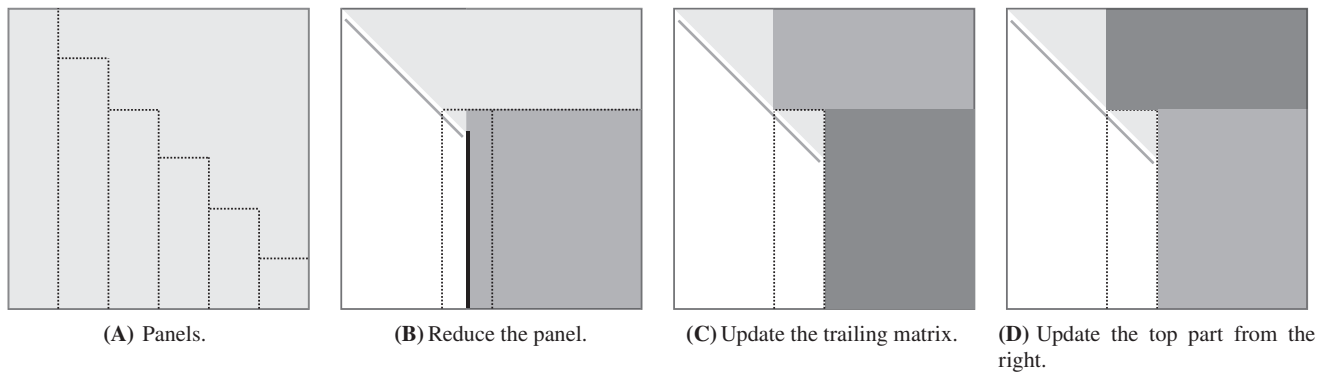 (A) Panels.
(B) Reduce the panel.
(C) Update the trailing matrix.
(D) Update the top part from the
right.